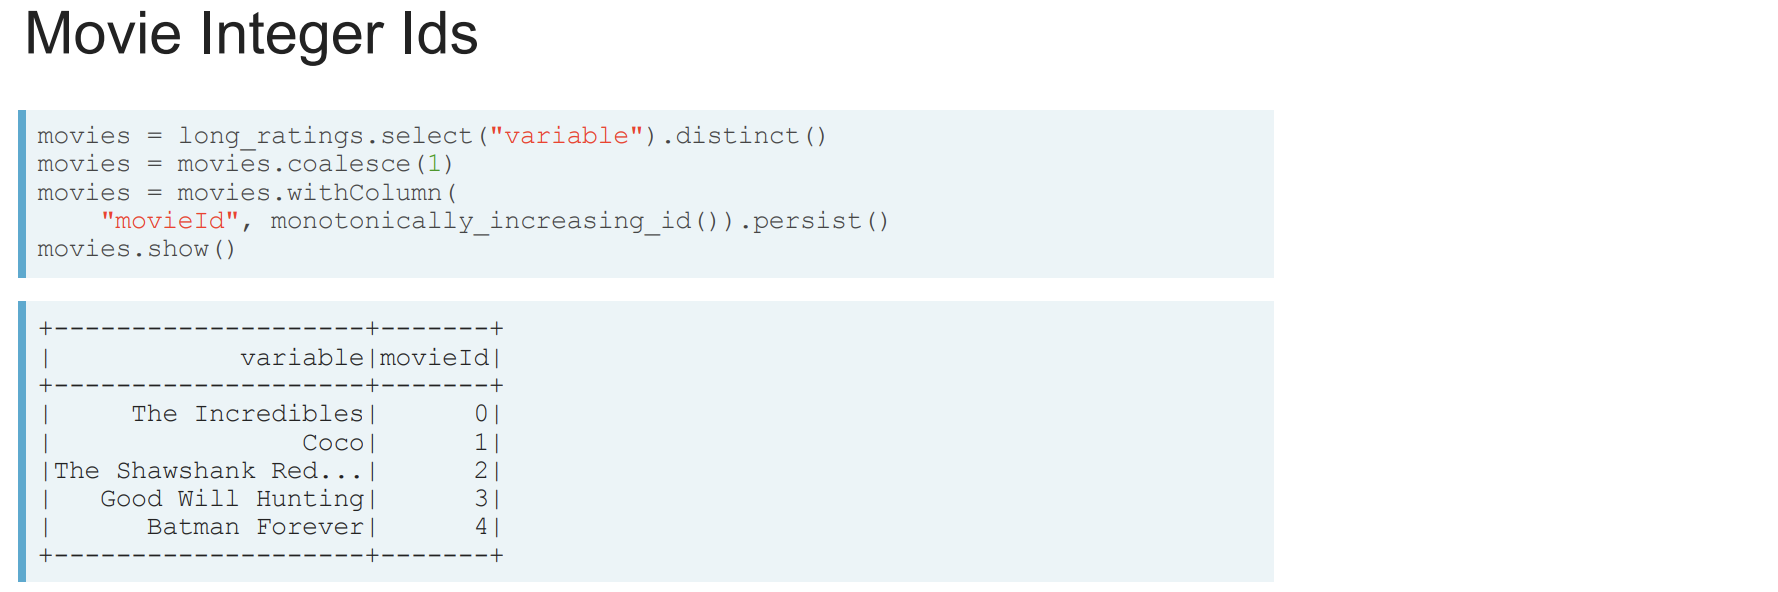 Movie Integer Ids
movies = long_ratings.select("variable").distinct()
movies = movies.coalesce(1)
movies = movies.withColumn(
    "movieId", monotonically_increasing_id()).persist()
movies.show()
+--------------------+-------+
|            variable|movieId|
+--------------------+-------+
|     The Incredibles|      0|
|                Coco|      1|
|The Shawshank Red...|      2|
|   Good Will Hunting|      3|
|      Batman Forever|      4|
+--------------------+-------+